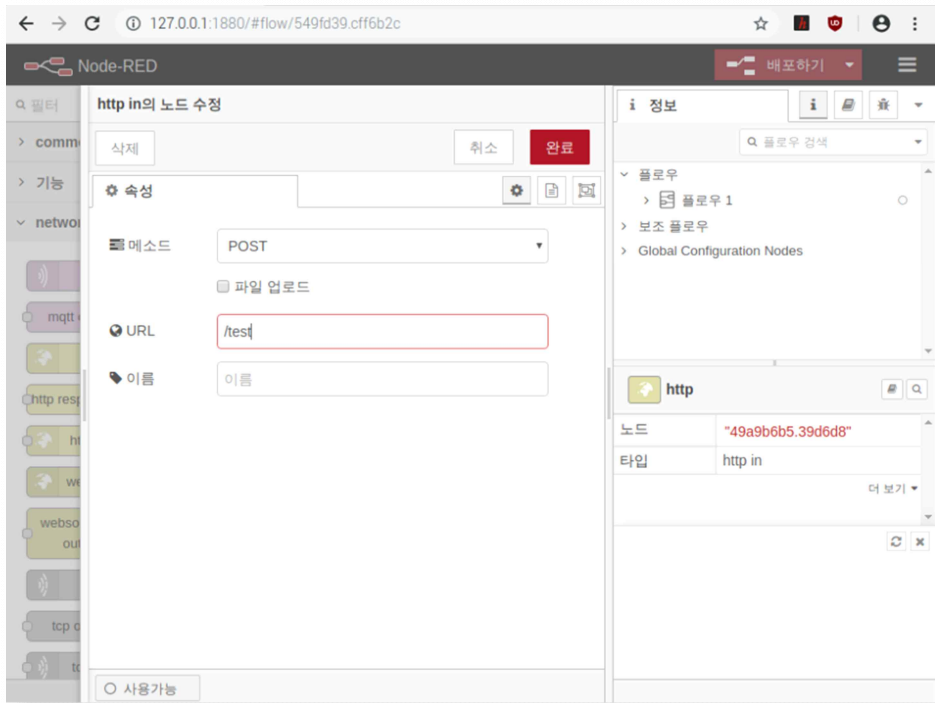 127.0.0.1:1880/#flow/549fd39.cff6b2c
Node-RED
배포하기
필터
comm
기능
networ
mqtt
http resp
ht
we
webso
out
tcp o
tc
http in의 노드 수정
삭제
취소
완료
속성
메소드
POST
파일 업로드
URL
/test
이름
이름
사용가능
i 정보
i
플로우 검색
플로우
플로우 1
보조 플로우
Global Configuration Nodes
http
노드
"49a9b6b5.39d6d8"
타입
http in
더 보기